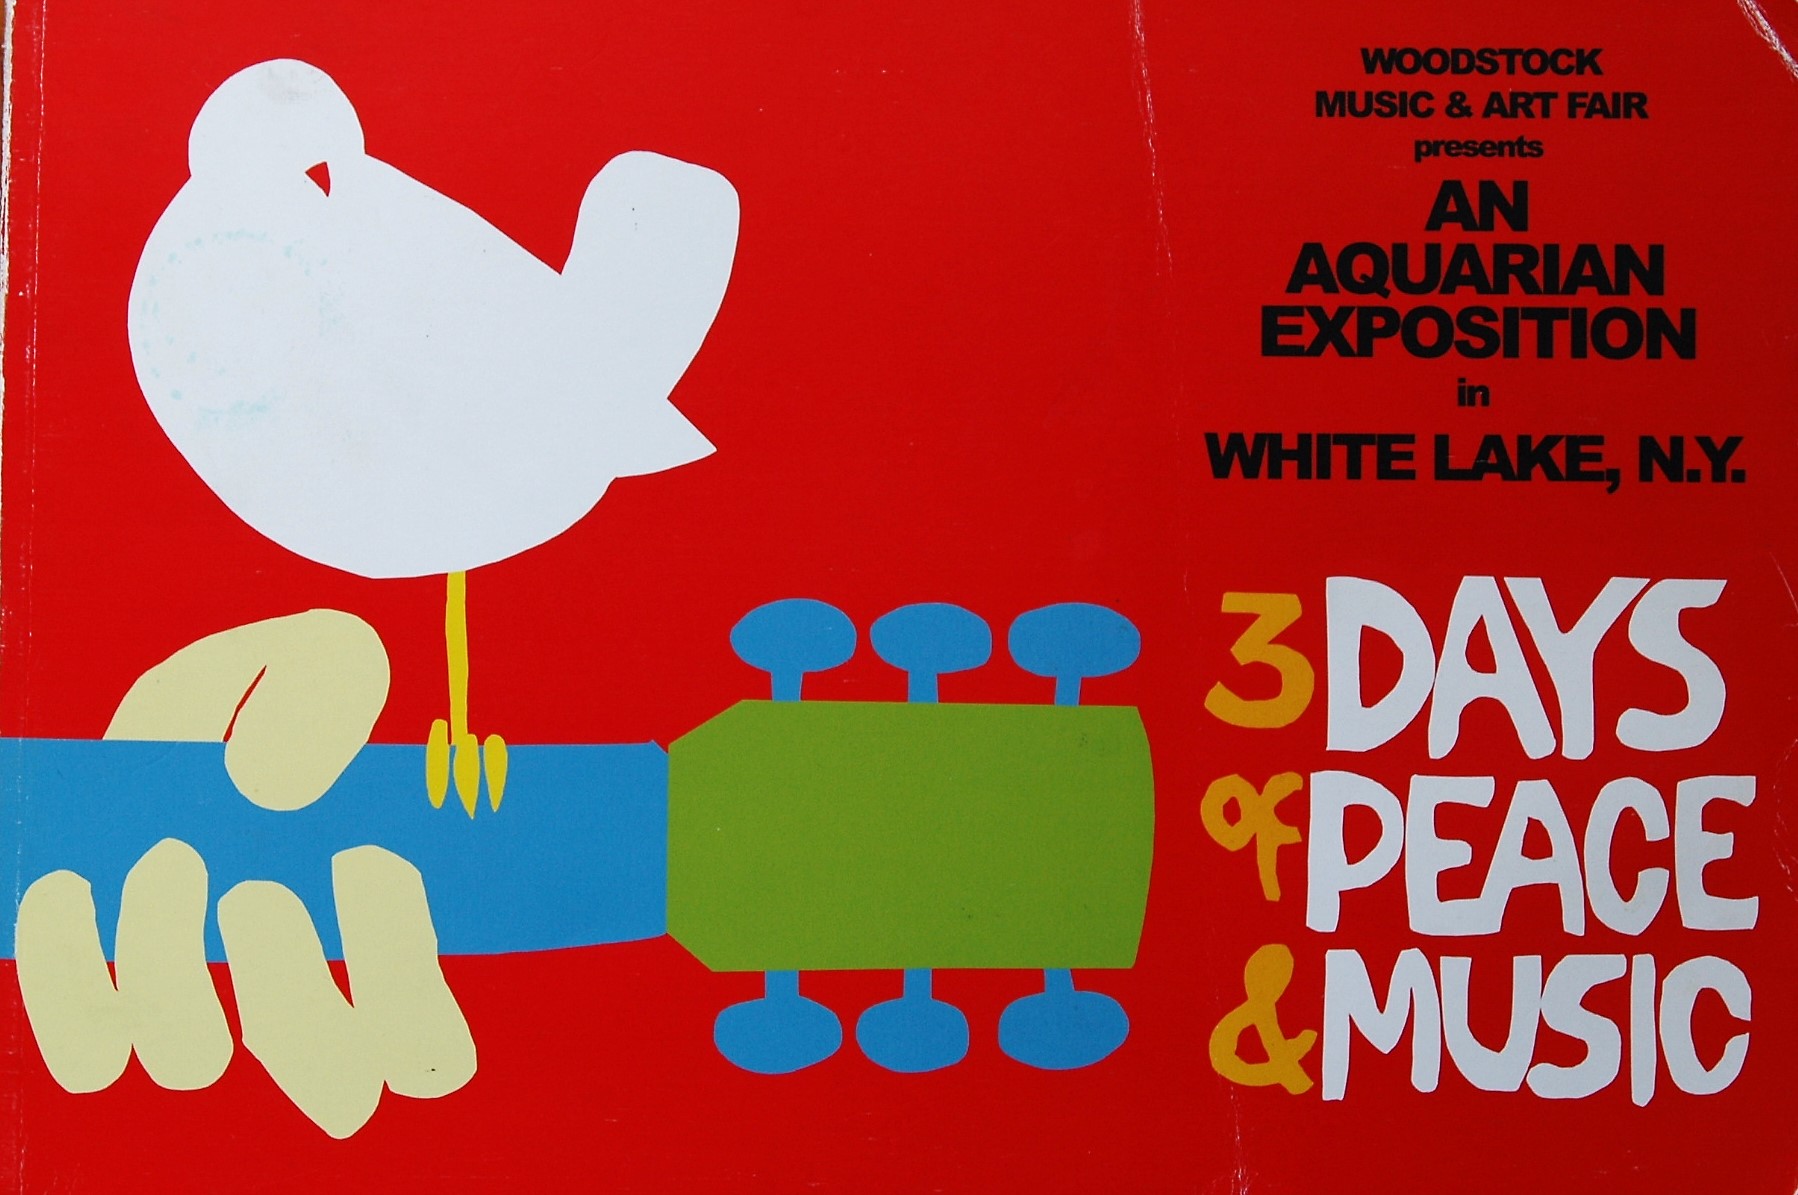 WOODSTOCK
MUSIC & ART FAIR
presents
AN
AQUARIAN
EXPOSITION
in
WHITE LAKE, N.Y.
3 DAYS
of PEACE
& MUSIC